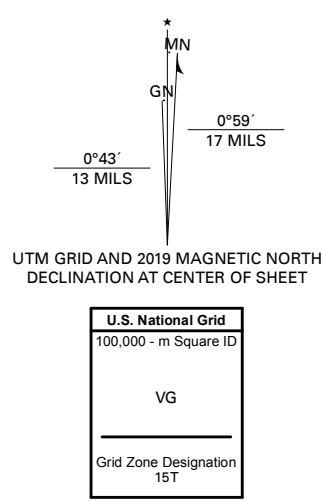 ★
MN
GN
0°59´
17 MILS
0°43´
13 MILS
UTM GRID AND 2019 MAGNETIC NORTH
DECLINATION AT CENTER OF SHEET
U.S. National Grid
100,000 - m Square ID
VG
Grid Zone Designation
15T